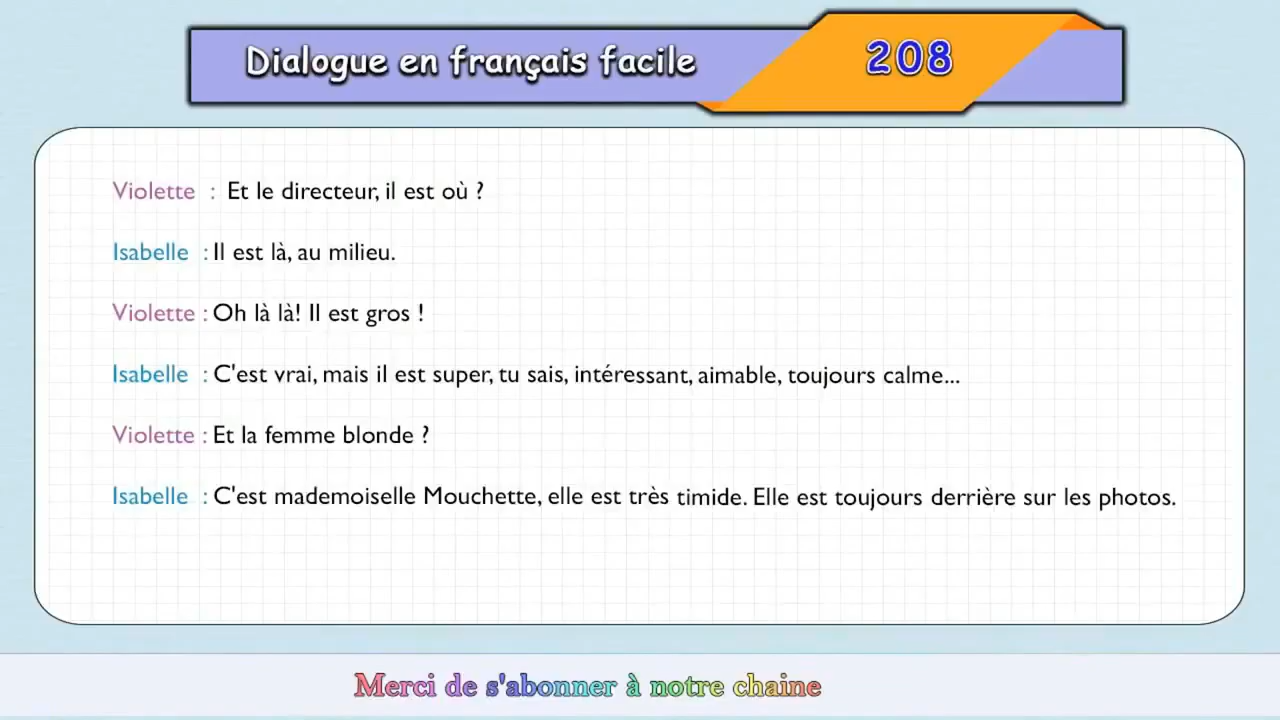 Dialogue en français facile
208
Violette : Et le directeur, il est où ?
Isabelle : Il est là, au milieu.
Violette : Oh là là! Il est gros !
Isabelle : C'est vrai, mais il est super, tu sais, intéressant, aimable, toujours calme...
Violette : Et la femme blonde ?
Isabelle : C'est mademoiselle Mouchette, elle est très timide. Elle est toujours derrière sur les photos.
Merci de s'abonner à notre chaine